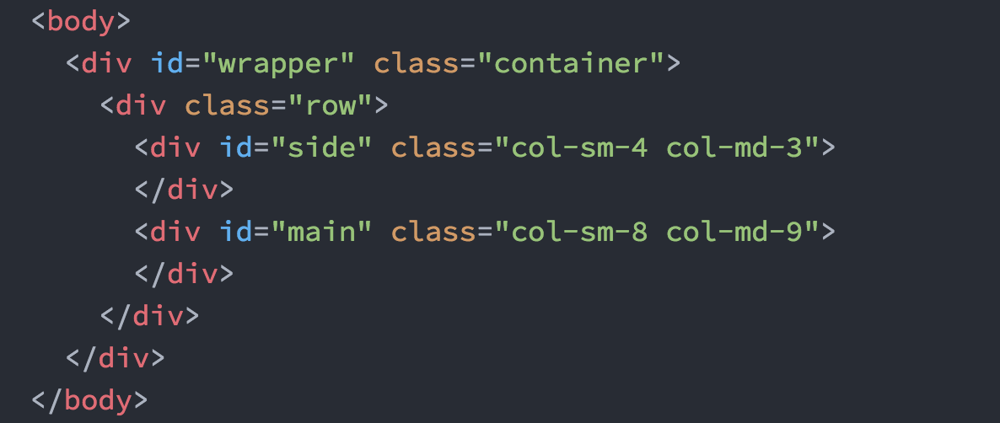 <body>
<div id="wrapper" class="container">
<div class="row">
<div id="side" class="col-sm-4 col-md-3">
</div>
<div id="main" class="col-sm-8 col-md-9">
</div>
</div>
</div>
</body>